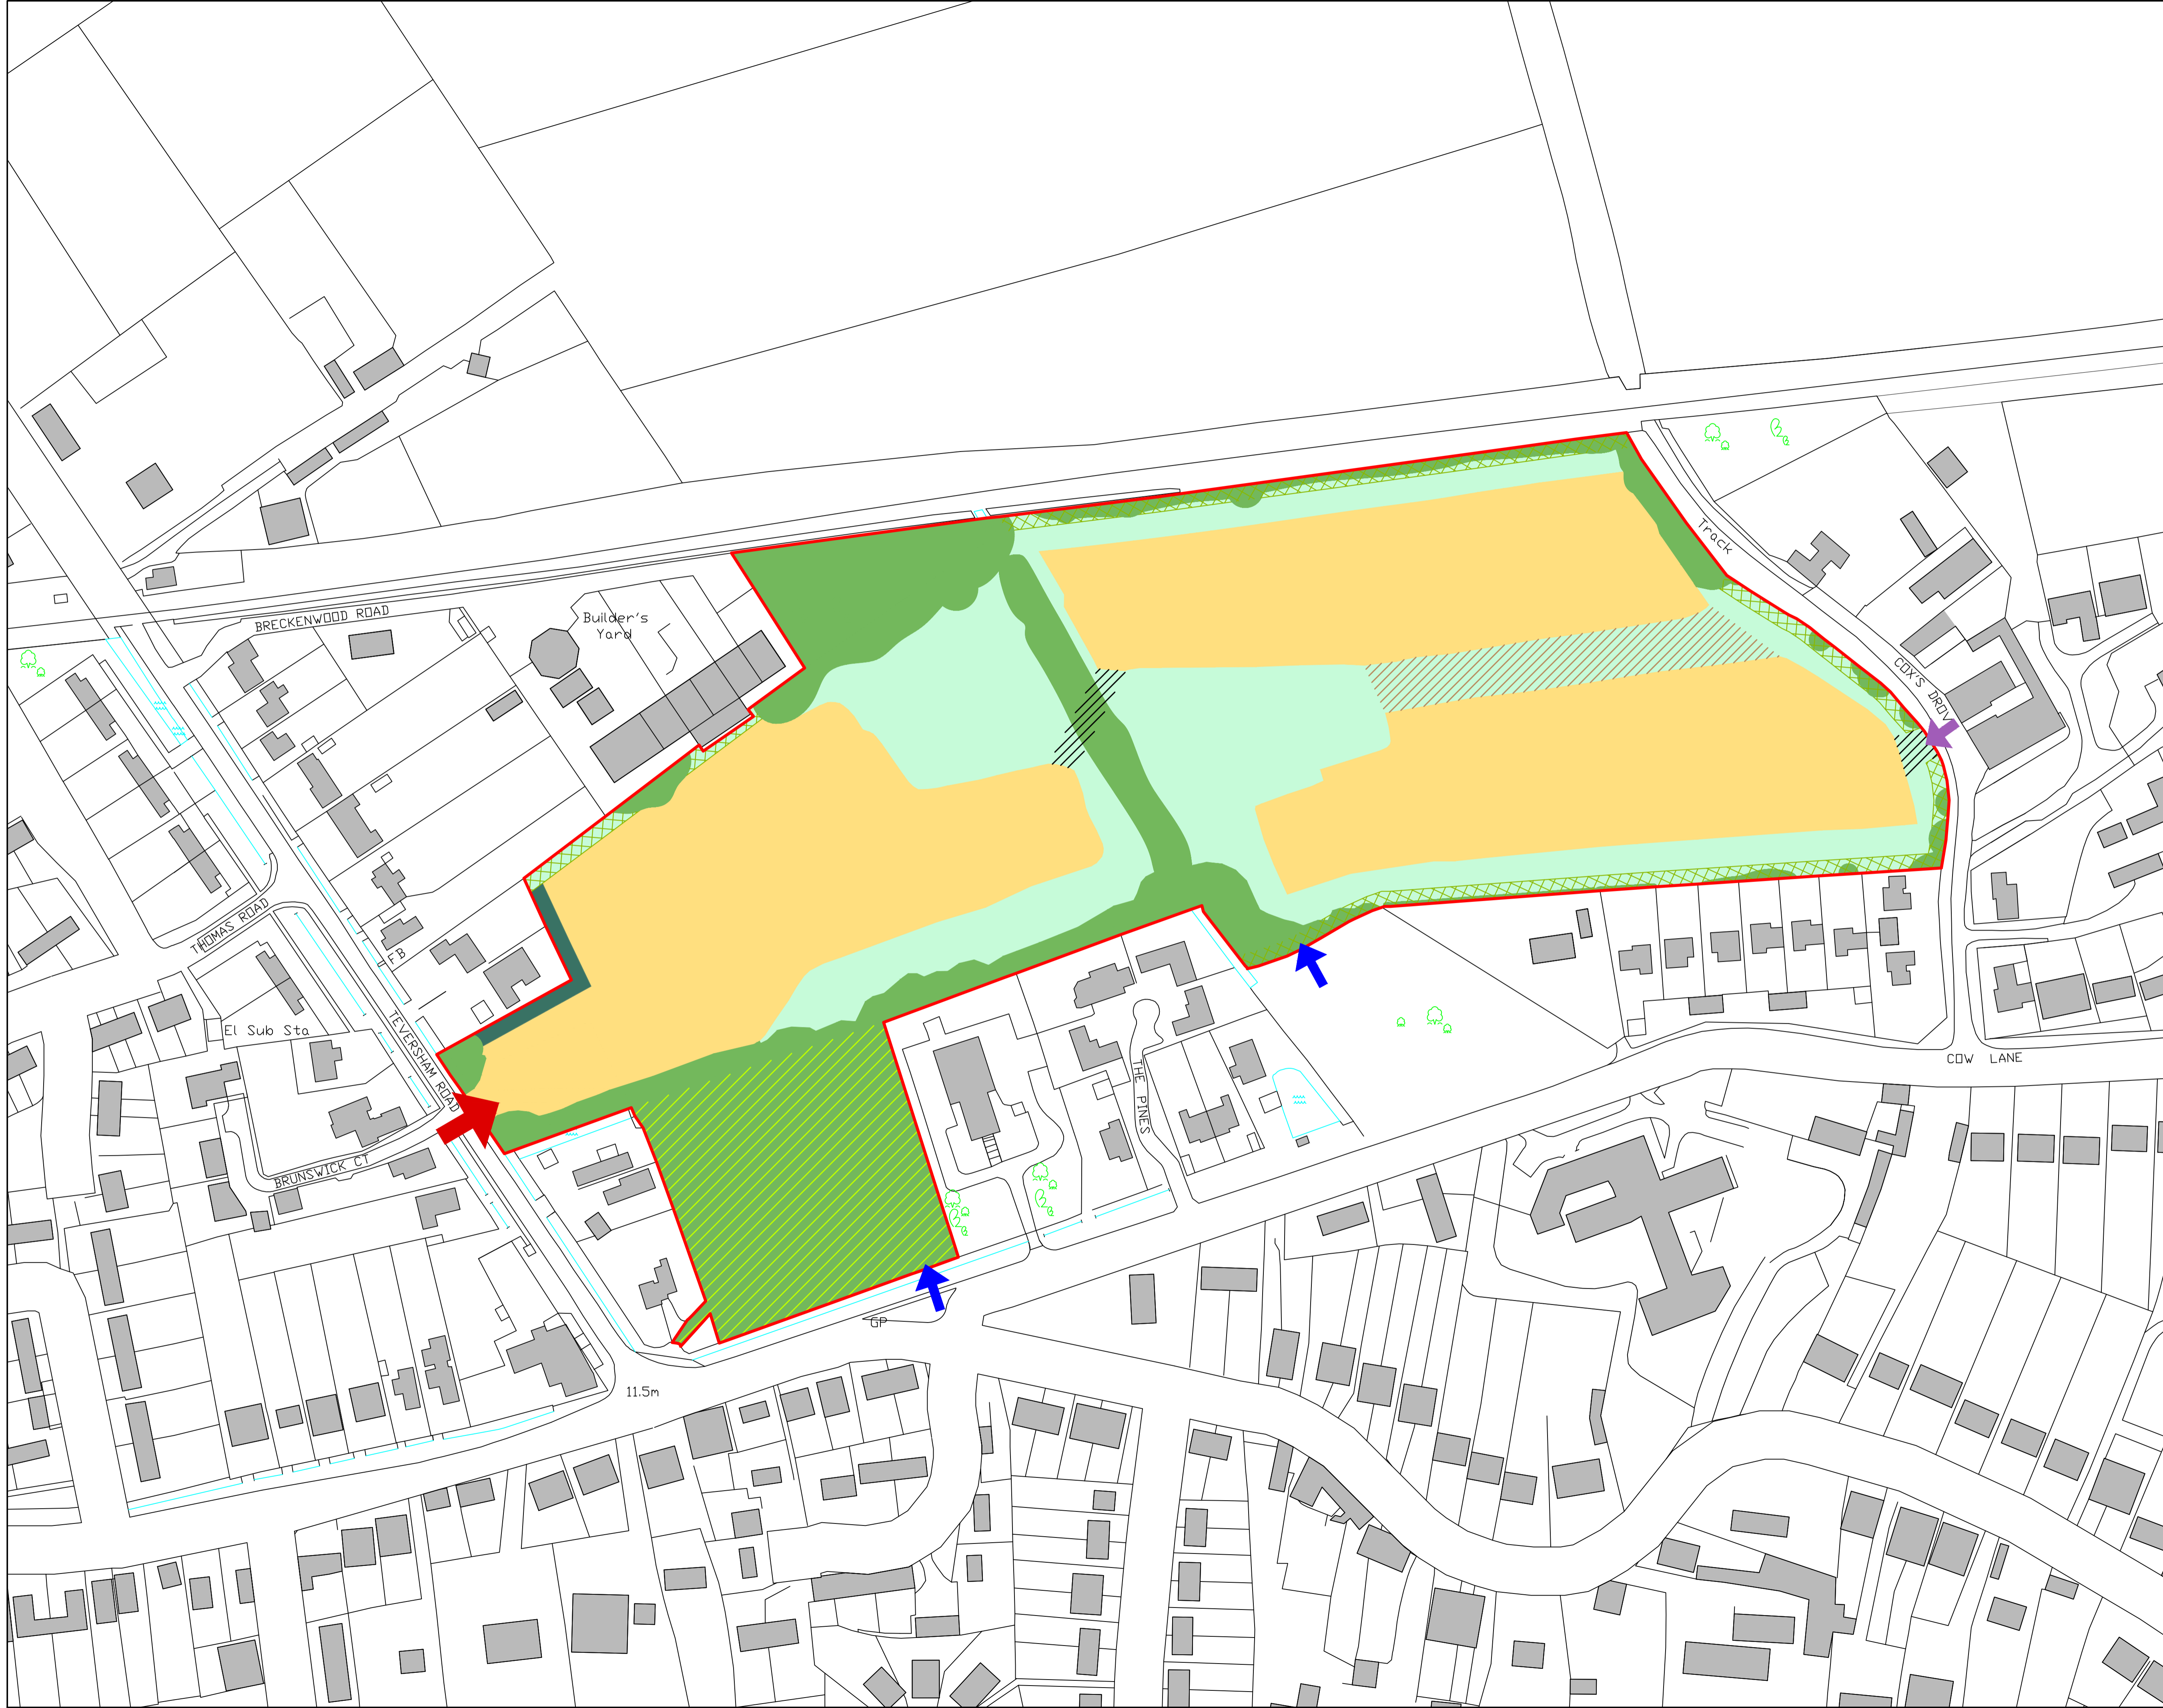 Builder's
Yard
BRECKENWOOD ROAD
Track
COX'S DROV
THOMAS ROAD
FB
El Sub Sta
TEVERSHAM ROAD
COW LANE
THE PINES
BRUNSWICK CT
GP
11.5m